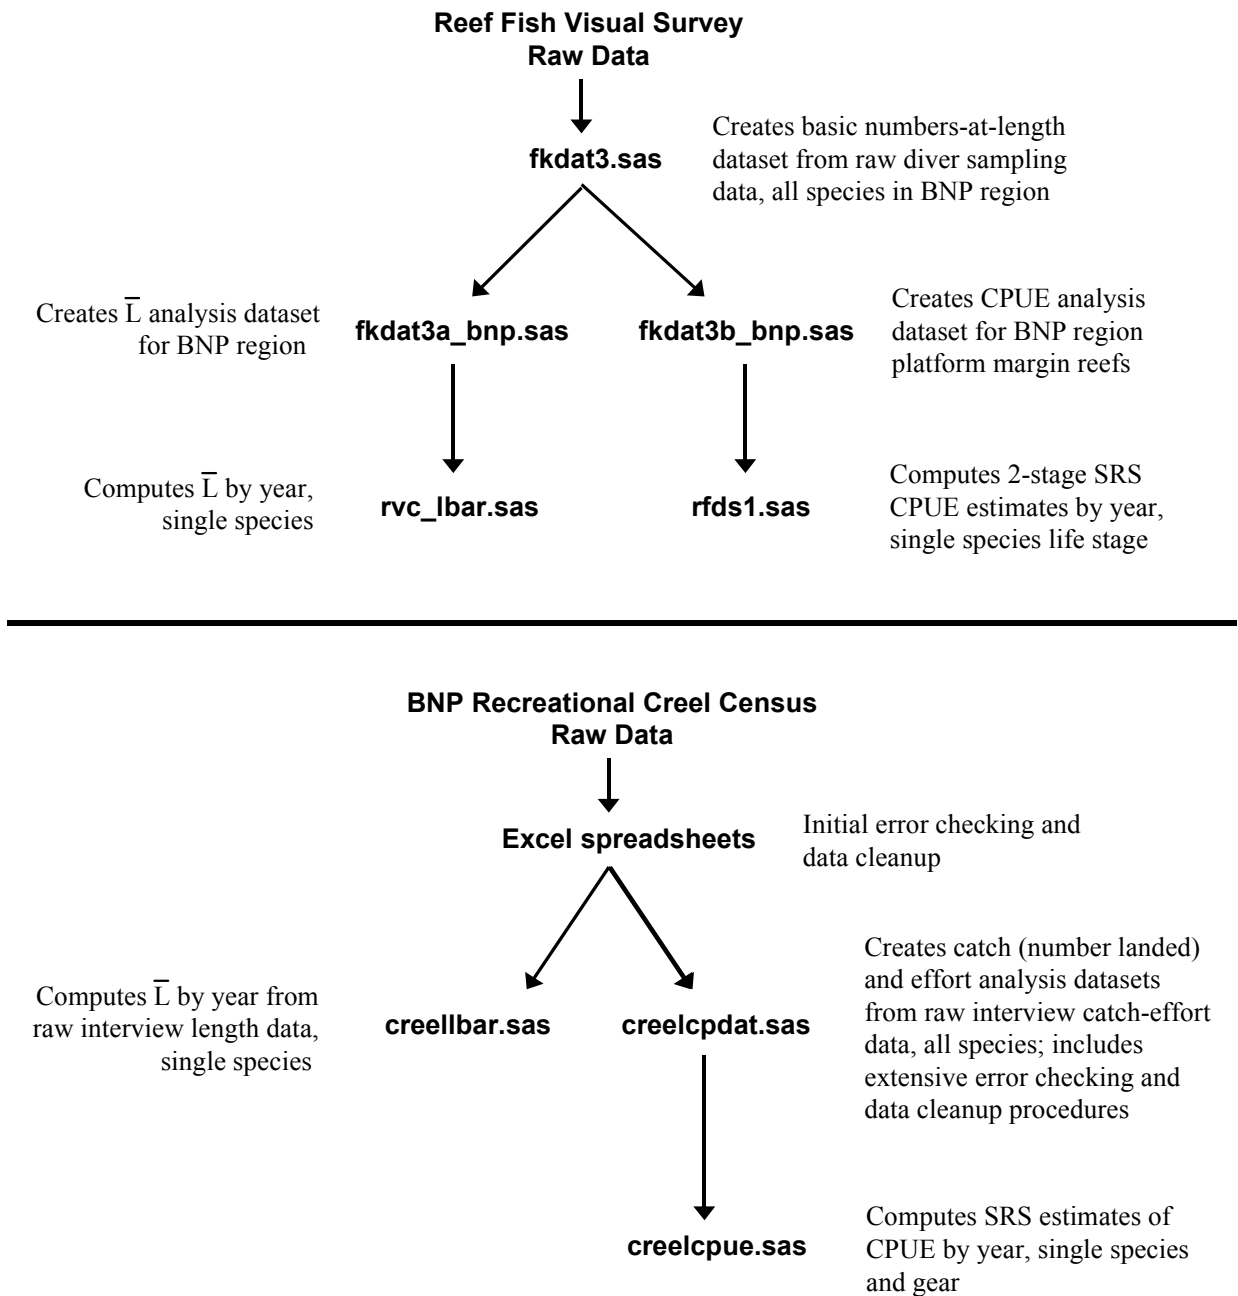 Reef Fish Visual Survey
Raw Data
fkdat3.sas
Creates basic numbers-at-length
dataset from raw diver sampling
data, all species in BNP region
Creates L̅ analysis dataset
for BNP region
fkdat3a_bnp.sas
fkdat3b_bnp.sas
Creates CPUE analysis
dataset for BNP region
platform margin reefs
Computes L̅ by year,
single species
rvc_lbar.sas
rfds1.sas
Computes 2-stage SRS
CPUE estimates by year,
single species life stage
BNP Recreational Creel Census
Raw Data
Excel spreadsheets
Initial error checking and
data cleanup
Computes L̅ by year from
raw interview length data,
single species
creellbar.sas
creelcpdat.sas
Creates catch (number landed)
and effort analysis datasets
from raw interview catch-effort
data, all species; includes
extensive error checking and
data cleanup procedures
creelcpue.sas
Computes SRS estimates of
CPUE by year, single species
and gear